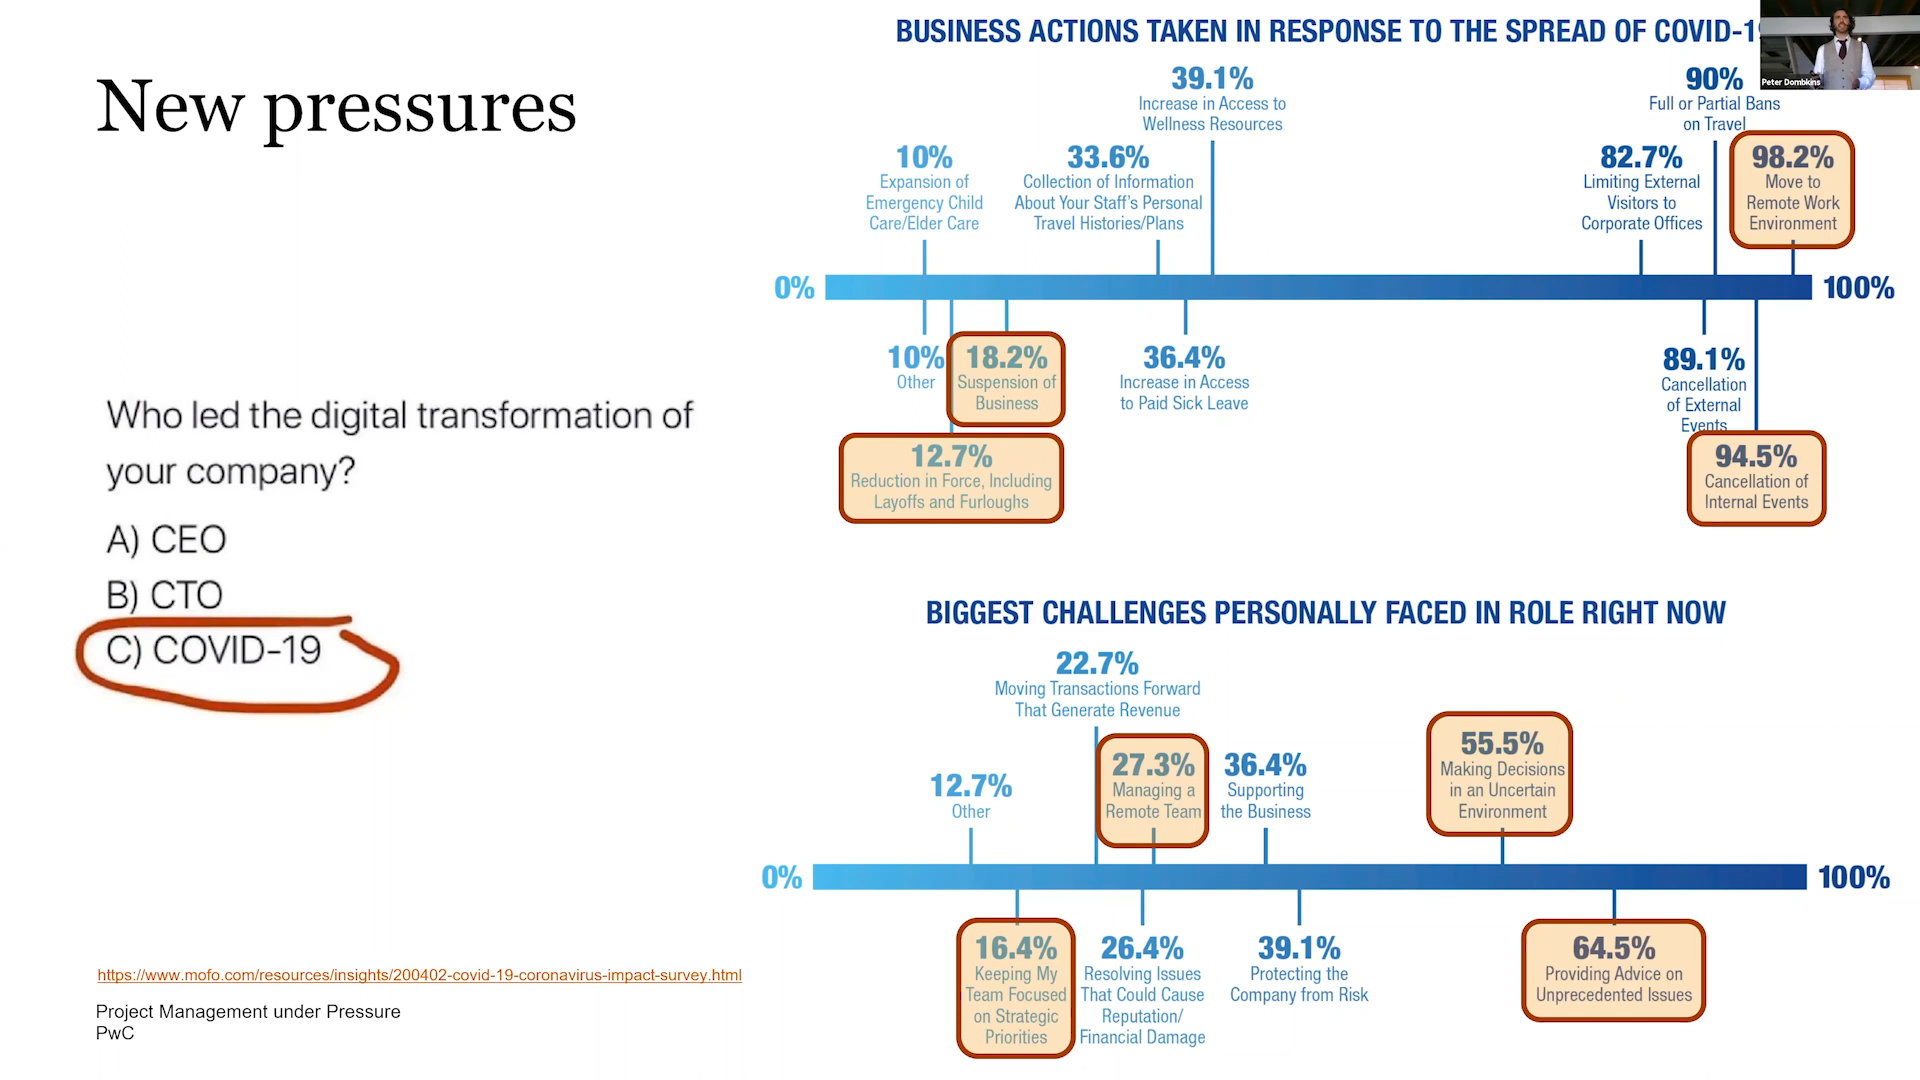 New pressures
Who led the digital transformation of
your company?
A) CEO
B) CTO
C) COVID-19
https://www.mofo.com/resources/insights/200402-covid-19-coronavirus-impact-survey.html
Project Management under Pressure
PwC
BUSINESS ACTIONS TAKEN IN RESPONSE TO THE SPREAD OF COVID-1
Peter Dombkins
39.1%
Increase in Access to
Wellness Resources
90%
Full or Partial Bans
on Travel
10%
Expansion of
Emergency Child
Care/Elder Care
33.6%
Collection of Information
About Your Staff's Personal
Travel Histories/Plans
82.7%
Limiting External
Visitors to
Corporate Offices
98.2%
Move to
Remote Work
Environment
0%
100%
10%
Other
18.2%
Suspension of
Business
36.4%
Increase in Access
to Paid Sick Leave
89.1%
Cancellation
of External
Events
12.7%
Reduction in Force, Including
Layoffs and Furloughs
94.5%
Cancellation of
Internal Events
BIGGEST CHALLENGES PERSONALLY FACED IN ROLE RIGHT NOW
22.7%
Moving Transactions Forward
That Generate Revenue
12.7%
Other
27.3%
Managing a
Remote Team
36.4%
Supporting
the Business
55.5%
Making Decisions
in an Uncertain
Environment
0%
100%
16.4%
Keeping My
Team Focused
on Strategic
Priorities
26.4%
Resolving Issues
That Could Cause
Reputation/
Financial Damage
39.1%
Protecting the
Company from Risk
64.5%
Providing Advice on
Unprecedented Issues